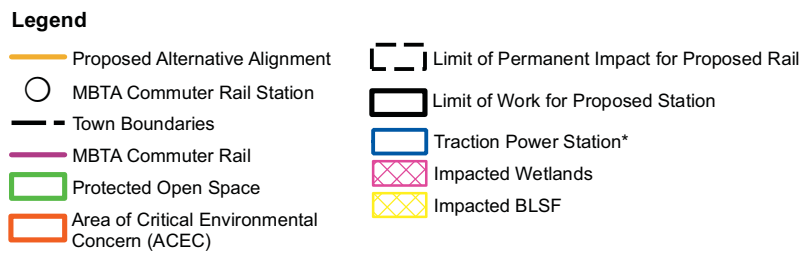 Legend
Proposed Alternative Alignment
MBTA Commuter Rail Station
Town Boundaries
MBTA Commuter Rail
Protected Open Space
Area of Critical Environmental
Concern (ACEC)
Limit of Permanent Impact for Proposed Rail
Limit of Work for Proposed Station
Traction Power Station*
Impacted Wetlands
Impacted BLSF